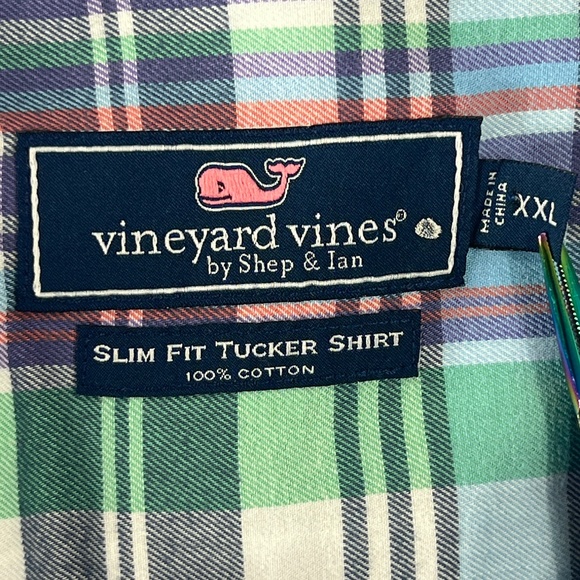 vineyard vines®
by Shep & Ian
MADE IN
CHINA
XXL
SLIM FIT TUCKER SHIRT
100% COTTON